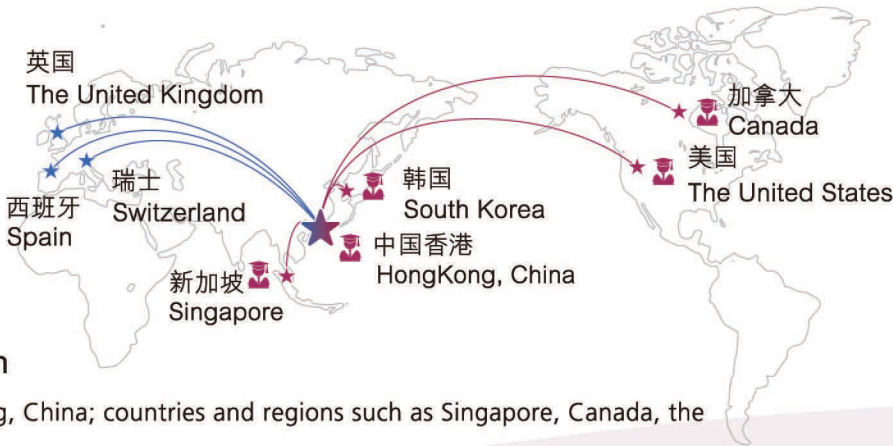 英国
The United Kingdom
加拿大
Canada
美国
The United States
韩国
South Korea
瑞士
Switzerland
西班牙
Spain
中国香港
HongKong, China
新加坡
Singapore
China; countries and regions such as Singapore, Canada, the